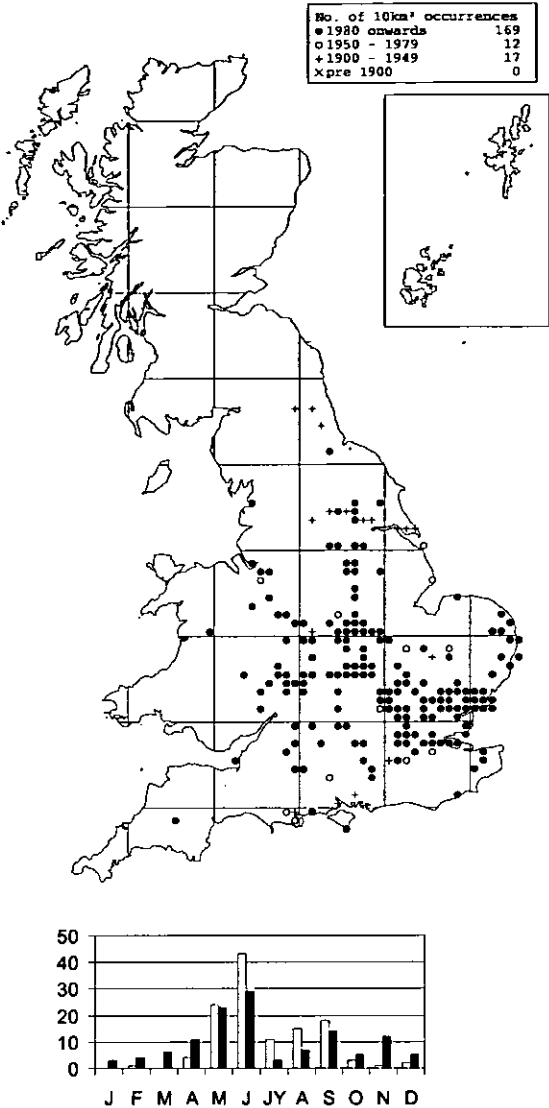 No. of 10km² occurrences
● 1980 onwards 169
○ 1950 - 1979 12
+ 1900 - 1949 17
× pre 1900 0
50
40
30
20
10
0
J F M A M J JY A S O N D